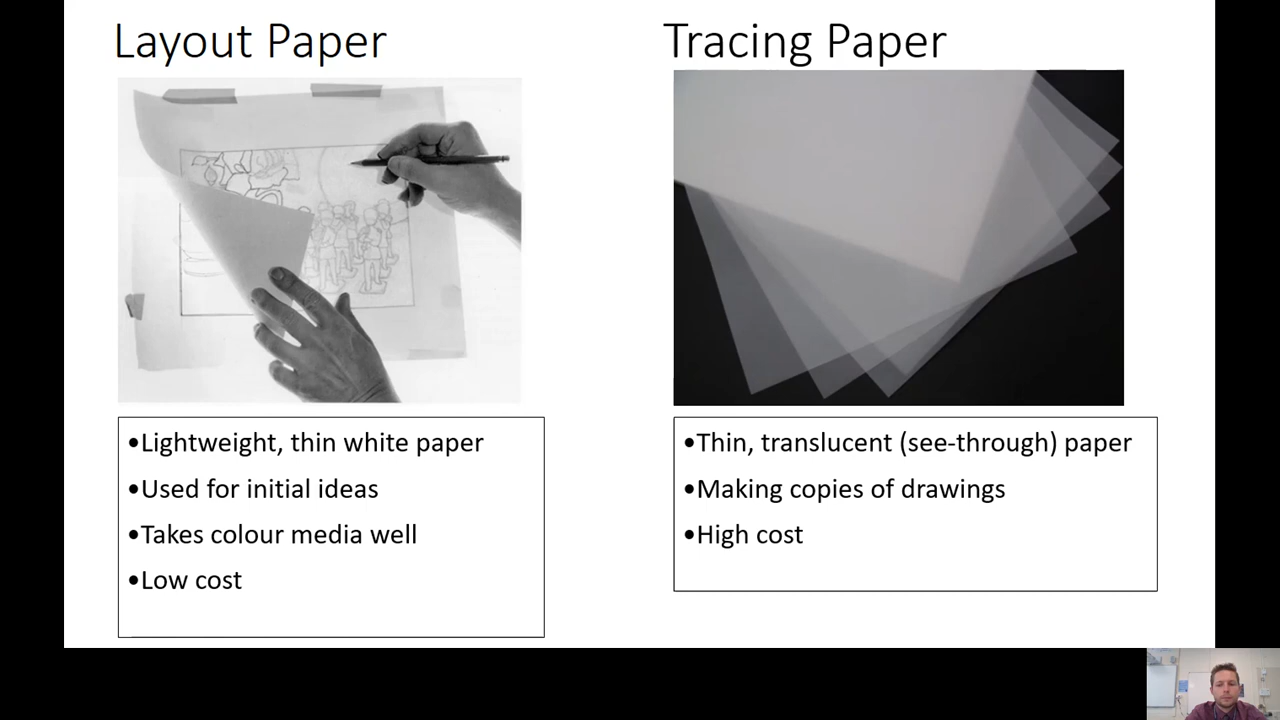 Layout Paper
•Lightweight, thin white paper
•Used for initial ideas
•Takes colour media well
•Low cost
Tracing Paper
•Thin, translucent (see-through) paper
•Making copies of drawings
•High cost